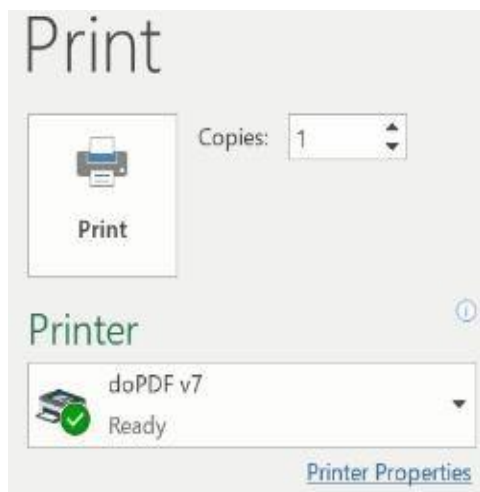 Print
Copies: 1
Print
Printer
doPDF v7
Ready
Printer Properties